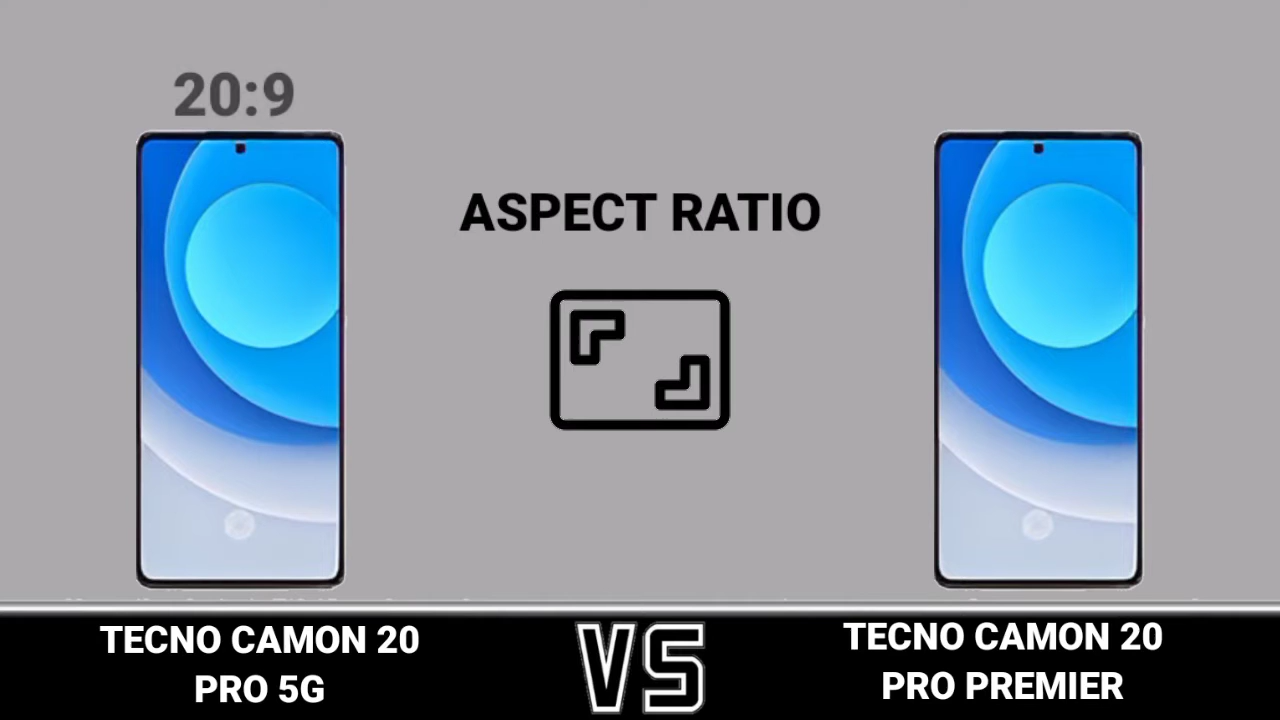 20:9
ASPECT RATIO
TECNO CAMON 20
PRO 5G
VS
TECNO CAMON 20
PRO PREMIER